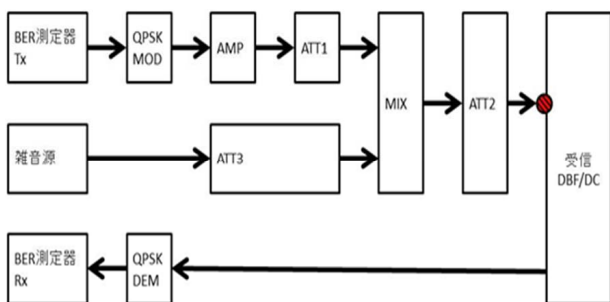 BER測定器
Tx
QPSK
MOD
AMP
ATT1
MIX
ATT2
受信
DBF/DC
雑音源
ATT3
BER測定器
Rx
QPSK
DEM